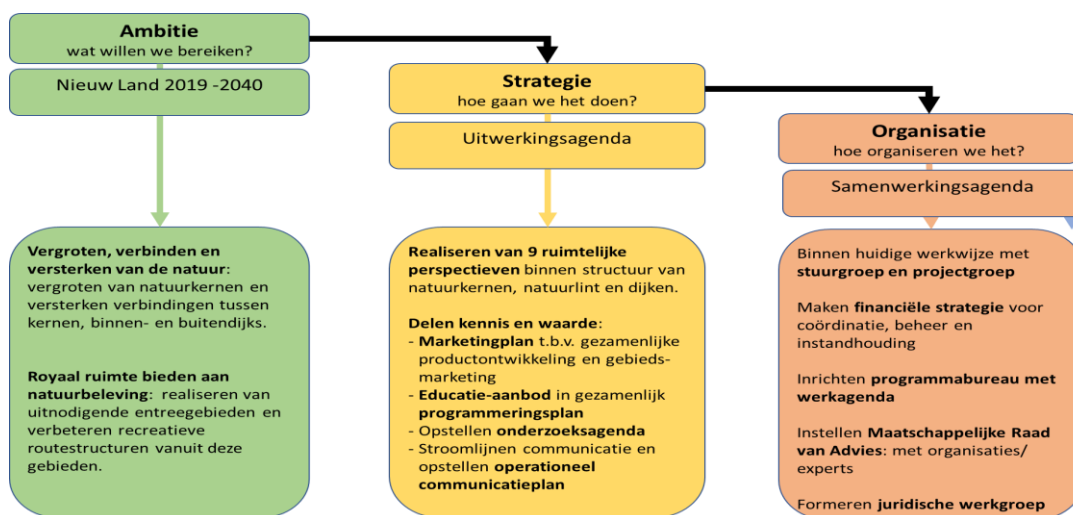 Ambitie
wat willen we bereiken?
Nieuw Land 2019 -2040
Vergroten, verbinden en
versterken van de natuur:
vergroten van natuurkernen en
versterken verbindingen tussen
kernen, binnen- en buitendijks.
Royaal ruimte bieden aan
natuurbeleving: realiseren van
uitnodigende entreegebieden en
verbeteren recreatieve
routestructuren vanuit deze
gebieden.
Strategie
hoe gaan we het doen?
Uitwerkingsagenda
Realiseren van 9 ruimtelijke
perspectieven binnen structuur van
natuurkernen, natuurlint en dijken.
Delen kennis en waarde:
- Marketingplan t.b.v. gezamenlijke
productontwikkeling en gebieds-
marketing
- Educatie-aanbod in gezamenlijk
programmeringsplan
- Opstellen onderzoeksagenda
- Stroomlijnen communicatie en
opstellen operationeel
communicatieplan
Organisatie
hoe organiseren we het?
Samenwerkingsagenda
Binnen huidige werkwijze met
stuurgroep en projectgroep
Maken financiële strategie voor
coördinatie, beheer en
instandhouding
Inrichten programmabureau met
werkagenda
Instellen Maatschappelijke Raad
van Advies: met organisaties/
experts
Formeren juridische werkgroep